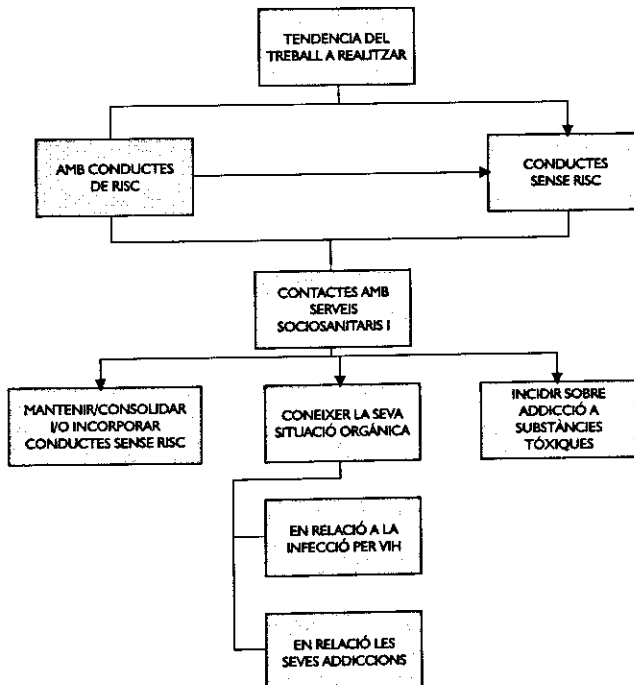 TENDENCIA DEL
TREBALL A REALITZAR
AMB CONDUCTES
DE RISC
CONDUCTES
SENSE RISC
CONTACTES AMB
SERVEIS
SOCIOSANITARIS I
MANTENIR/CONSOLIDAR
I/O INCORPORAR
CONDUCTES SENSE RISC
CONEIXER LA SEVA
SITUACIÓ ORGÁNICA
INCIDIR SOBRE
ADDICCIÓ A
SUBSTÀNCIES
TÓXIQUES
EN RELACIÓ A LA
INFECCIÓ PER VIH
EN RELACIÓ LES
SEVES ADDICCIONS